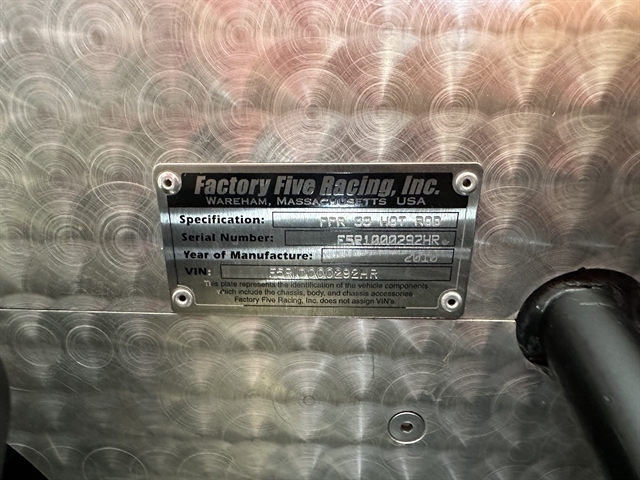 Factory Five Racing, Inc.
WAREHAM, MASSACHUSETTS USA
Specification: FFR 33 HOT ROD
Serial Number: F5R1000292HR
Year of Manufacture: 2010
VIN: F5R1000292HR
This plate represents the identification of the vehicle components
which include the chassis, body, and chassis accessories
Factory Five Racing, Inc. does not assign VIN's